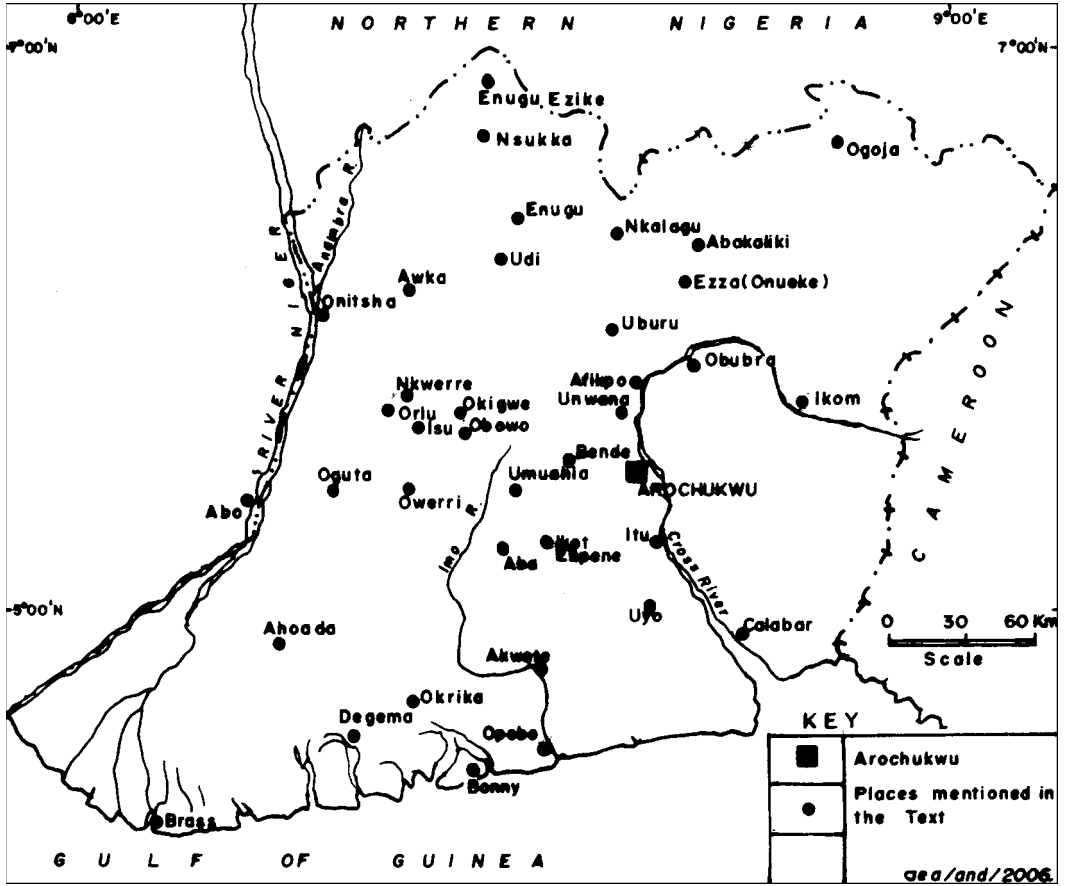 6°00'E
9°00'E
NORTHERN NIGERIA
7°00'N
7°00'N
Enugu Ezike
Nsukka
Ogoja
Anambra R.
Enugu
Nkalagu
Abakaliki
Udi
Ezza(Onueke)
Awka
Onitsha
RIVER NIGER
Uburu
Obubra
CAMEROON
Nkwerre
Afikpo
Orlu
Okigwe
Unwana
Ikom
Isu
Obowo
Bende
Oguta
Owerri
Umuahia
AROCHUKWU
Abo
Imo R.
Aba
Ikot
Ekpene
Itu
Cross River
5°00'N
Uyo
Calabar
0 30 60 Km
Scale
Ahoada
Akwete
Okrika
Degema
Opobo
Bonny
Brass
GULF OF GUINEA
KEY
Arochukwu
Places mentioned in
the Text
aea/and/2006.